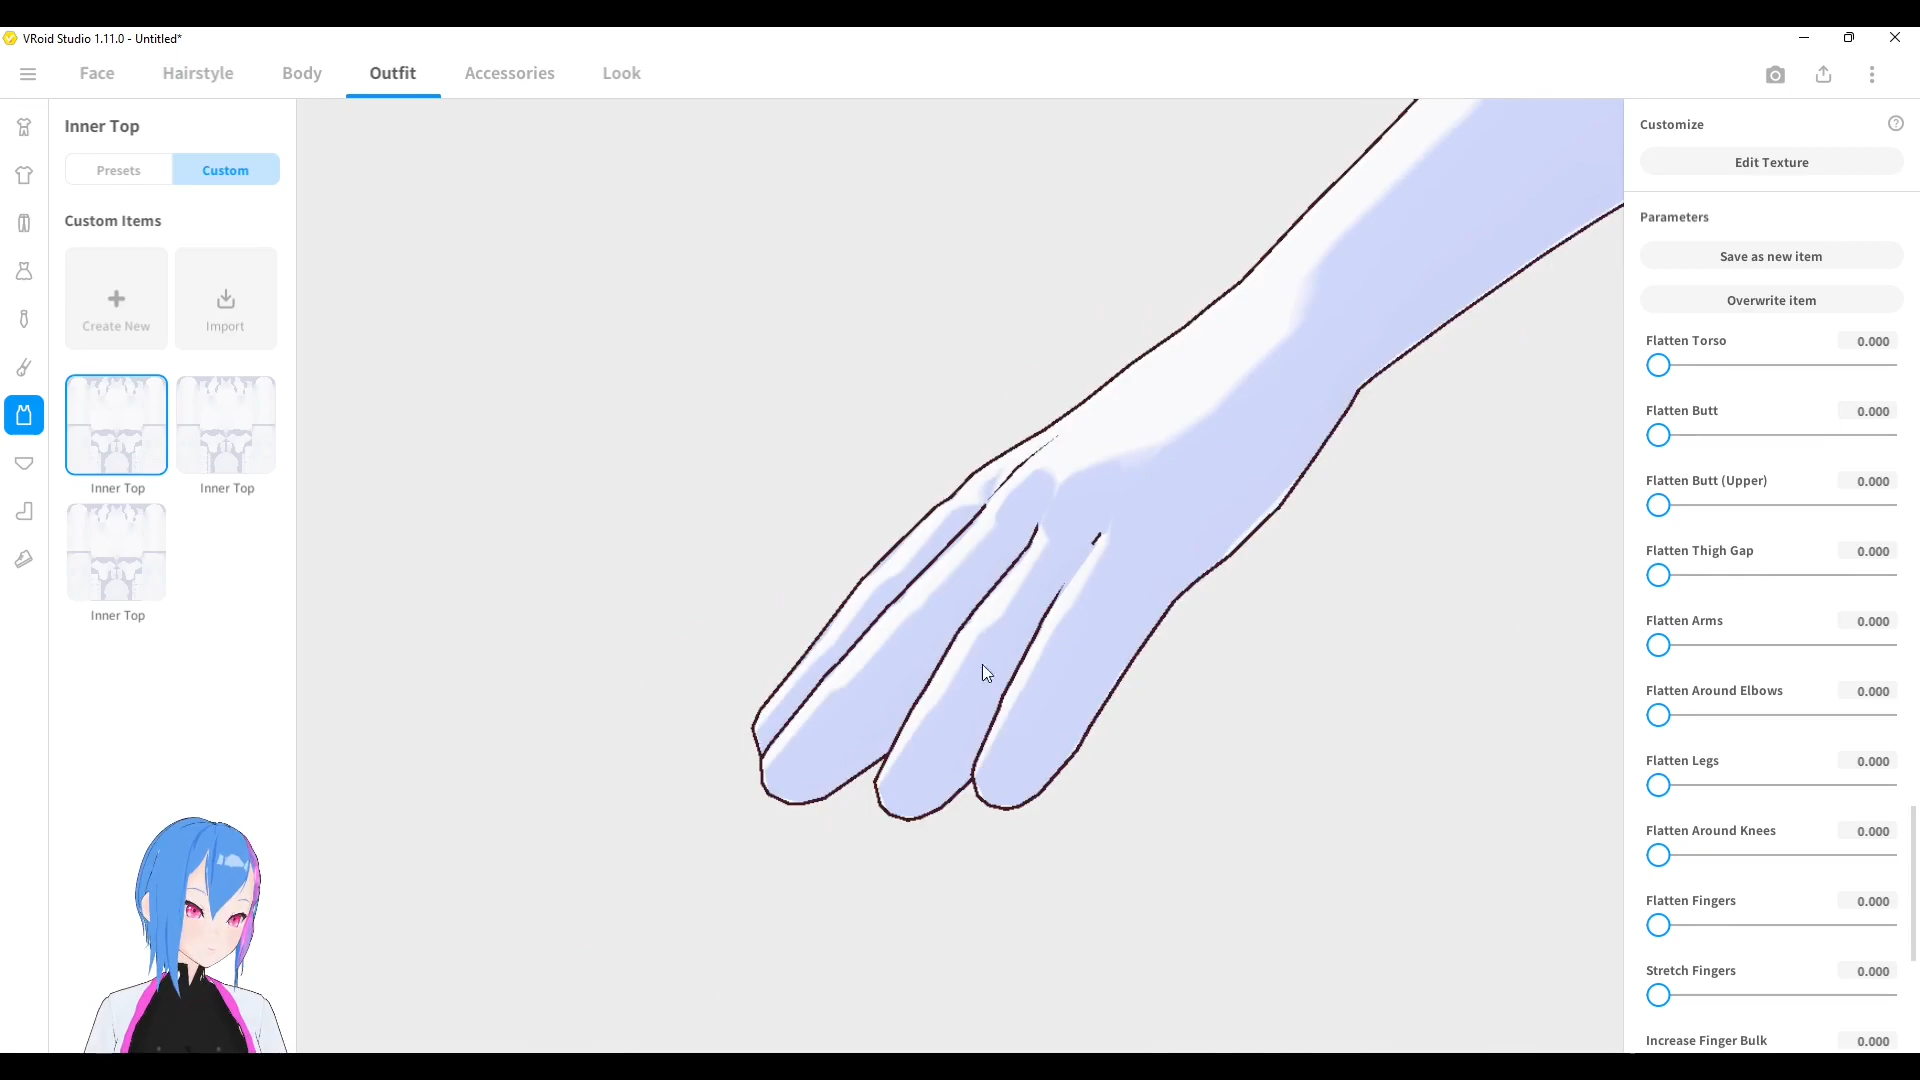 VRoid Studio 1.11.0 - Untitled*
Face
Hairstyle
Body
Outfit
Accessories
Look
Inner Top
Presets
Custom
Custom Items
Create New
Import
Inner Top
Inner Top
Inner Top
Customize
Edit Texture
Parameters
Save as new item
Overwrite item
Flatten Torso 0.000
Flatten Butt 0.000
Flatten Butt (Upper) 0.000
Flatten Thigh Gap 0.000
Flatten Arms 0.000
Flatten Around Elbows 0.000
Flatten Legs 0.000
Flatten Around Knees 0.000
Flatten Fingers 0.000
Stretch Fingers 0.000
Increase Finger Bulk 0.000